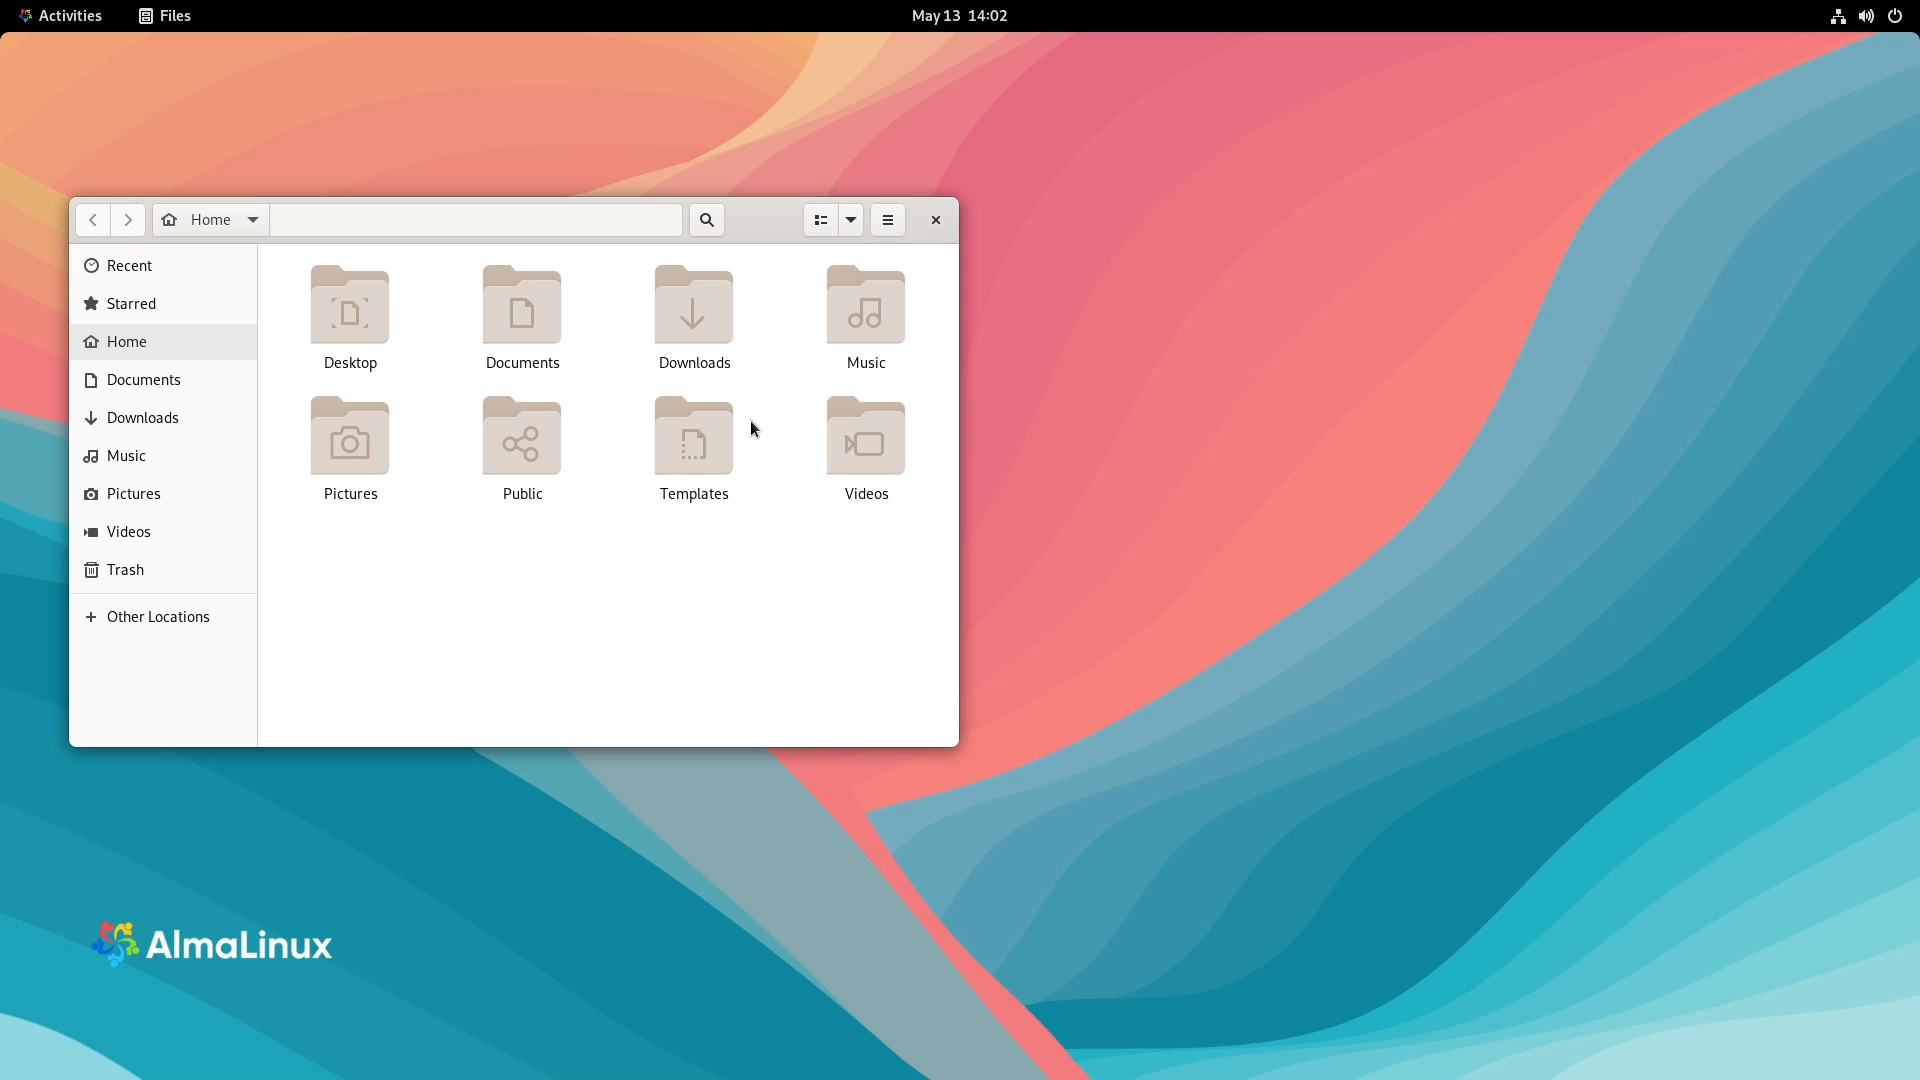 Activities
Files
May 13 14:02
Home
Recent
Starred
Home
Documents
Downloads
Music
Pictures
Videos
Trash
Other Locations
Desktop
Documents
Downloads
Music
Pictures
Public
Templates
Videos
AlmaLinux